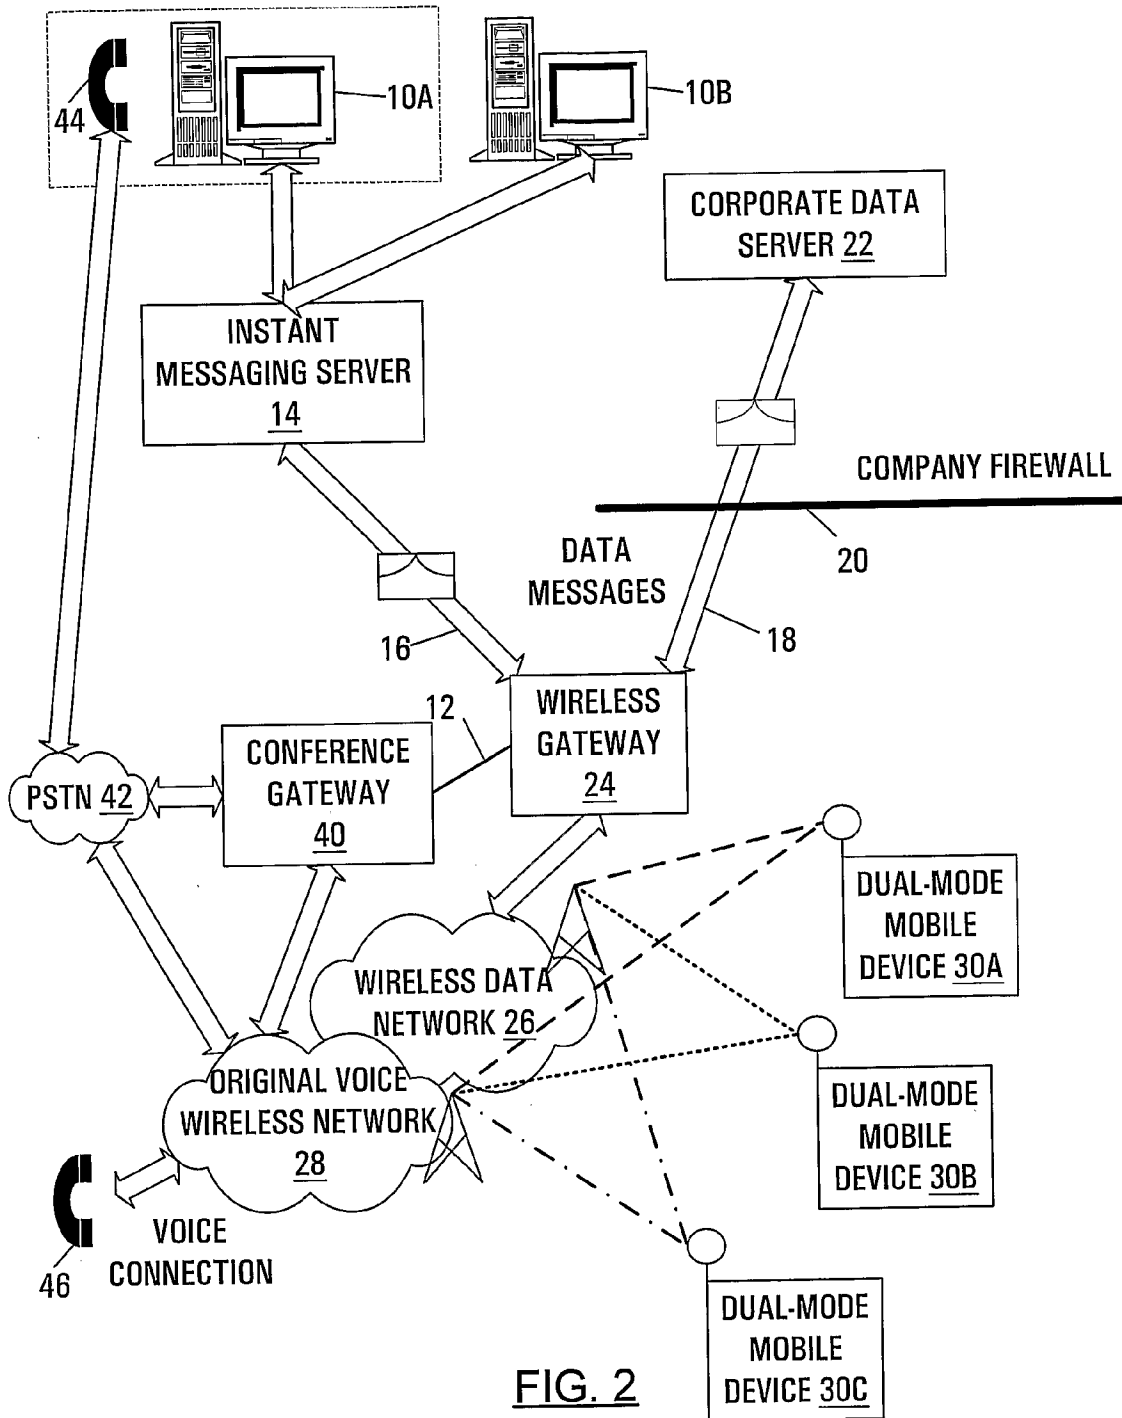 44
10A
10B
CORPORATE DATA
SERVER 22
INSTANT
MESSAGING SERVER
14
COMPANY FIREWALL
20
DATA
MESSAGES
16
18
12
WIRELESS
GATEWAY
24
CONFERENCE
GATEWAY
40
PSTN 42
DUAL-MODE
MOBILE
DEVICE 30A
WIRELESS DATA
NETWORK 26
ORIGINAL VOICE
WIRELESS NETWORK
28
DUAL-MODE
MOBILE
DEVICE 30B
46
VOICE
CONNECTION
DUAL-MODE
MOBILE
DEVICE 30C
FIG. 2